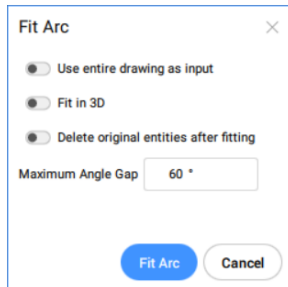 Fit Arc
Use entire drawing as input
Fit in 3D
Delete original entities after fitting
Maximum Angle Gap 60 °
Fit Arc Cancel